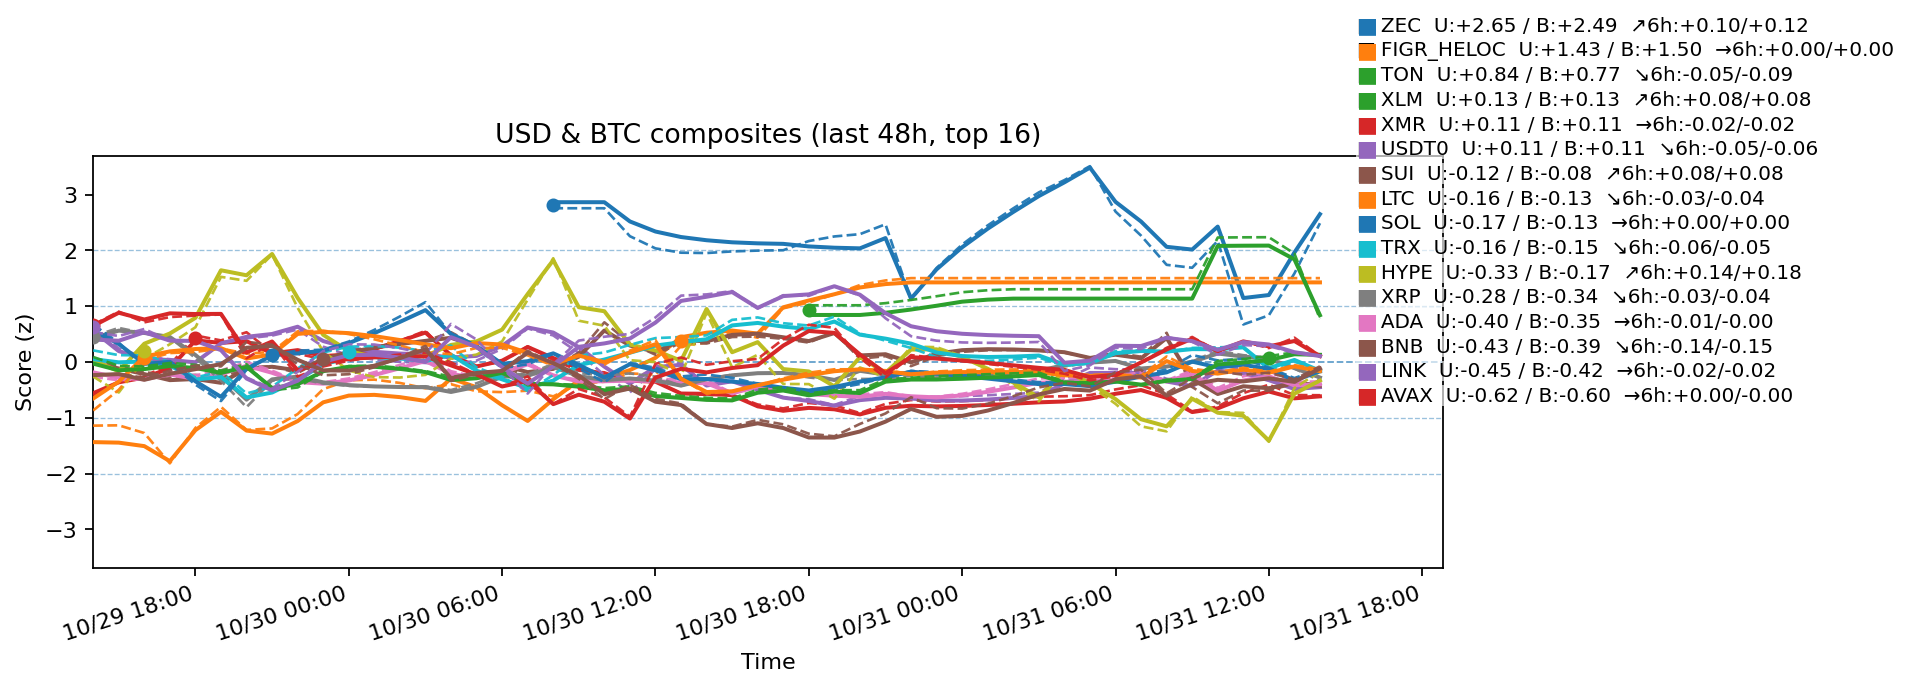 ZEC  U:+2.65 / B:+2.49  ↗6h:+0.10/+0.12
FIGR_HELOC  U:+1.43 / B:+1.50  →6h:+0.00/+0.00
TON  U:+0.84 / B:+0.77  ↘6h:-0.05/-0.09
XLM  U:+0.13 / B:+0.13  ↗6h:+0.08/+0.08
XMR  U:+0.11 / B:+0.11  →6h:-0.02/-0.02
USDT0  U:+0.11 / B:+0.11  ↘6h:-0.05/-0.06
SUI  U:-0.12 / B:-0.08  ↗6h:+0.08/+0.08
LTC  U:-0.16 / B:-0.13  ↘6h:-0.03/-0.04
SOL  U:-0.17 / B:-0.13  →6h:+0.00/+0.00
TRX  U:-0.16 / B:-0.15  ↘6h:-0.06/-0.05
HYPE  U:-0.33 / B:-0.17  ↗6h:+0.14/+0.18
XRP  U:-0.28 / B:-0.34  ↘6h:-0.03/-0.04
ADA  U:-0.40 / B:-0.35  →6h:-0.01/-0.00
BNB  U:-0.43 / B:-0.39  ↘6h:-0.14/-0.15
LINK  U:-0.45 / B:-0.42  →6h:-0.02/-0.02
AVAX  U:-0.62 / B:-0.60  →6h:+0.00/-0.00
USD & BTC composites (last 48h, top 16)
Score (z)
3
2
1
0
−1
−2
−3
10/29 18:00
10/30 00:00
10/30 06:00
10/30 12:00
10/30 18:00
10/31 00:00
10/31 06:00
10/31 12:00
10/31 18:00
Time